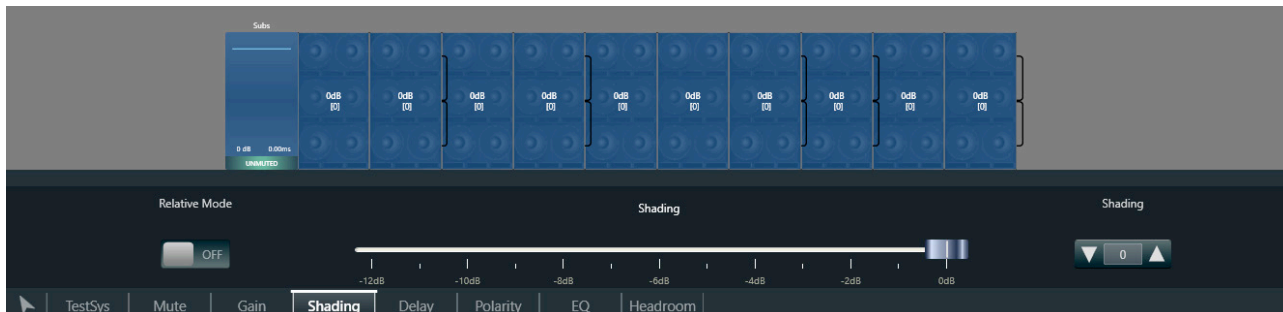 Subs
0dB 0dB 0dB 0dB 0dB 0dB 0dB 0dB 0dB 0dB
[0] [0] [0] [0] [0] [0] [0] [0] [0] [0]
0 dB 0.00ms
UNMUTED
Relative Mode Shading Shading
OFF 0
-12dB -10dB -8dB -6dB -4dB -2dB 0dB
TestSys Mute Gain Shading Delay Polarity EQ Headroom